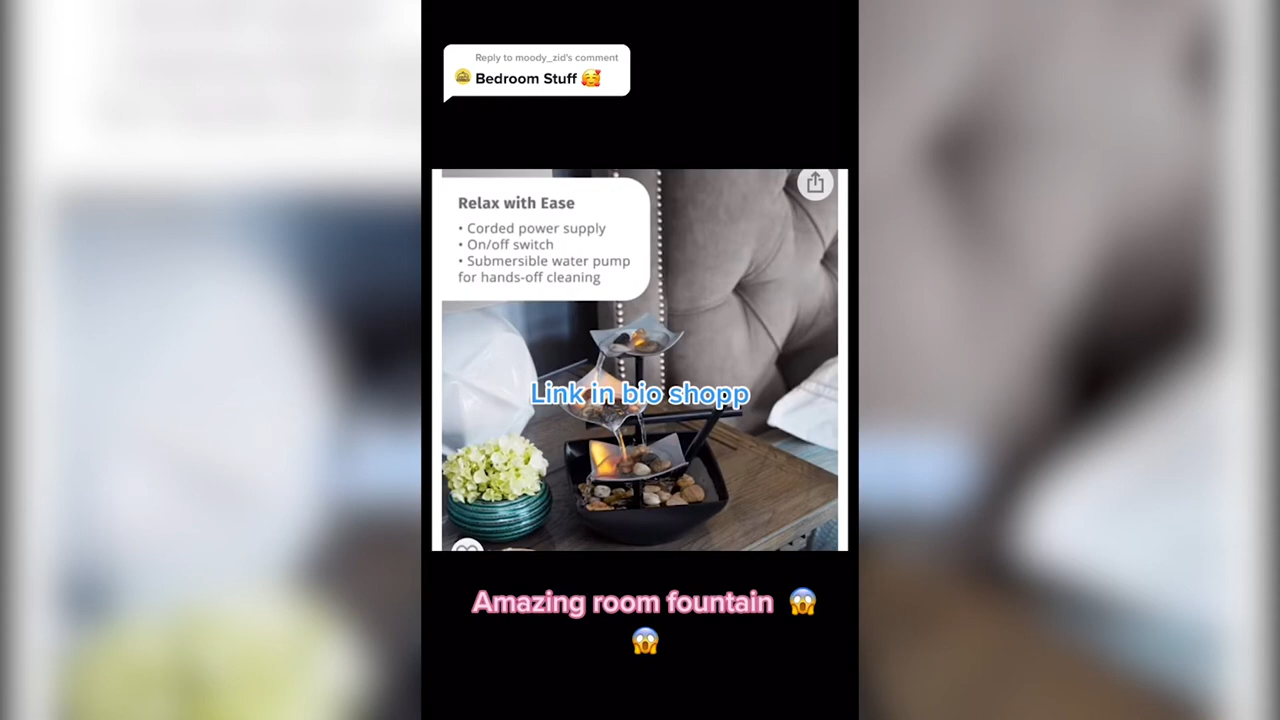 Reply to moody_zid's comment
Bedroom Stuff 🥰
Relax with Ease
• Corded power supply
• On/off switch
• Submersible water pump
for hands-off cleaning
Link in bio shopp
Amazing room fountain 😱
😱